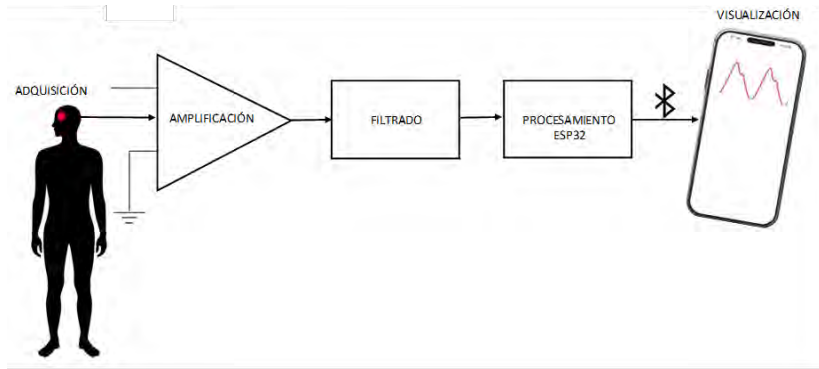 VISUALIZACIÓN
ADQUISICIÓN
AMPLIFICACIÓN
FILTRADO
PROCESAMIENTO
ESP32